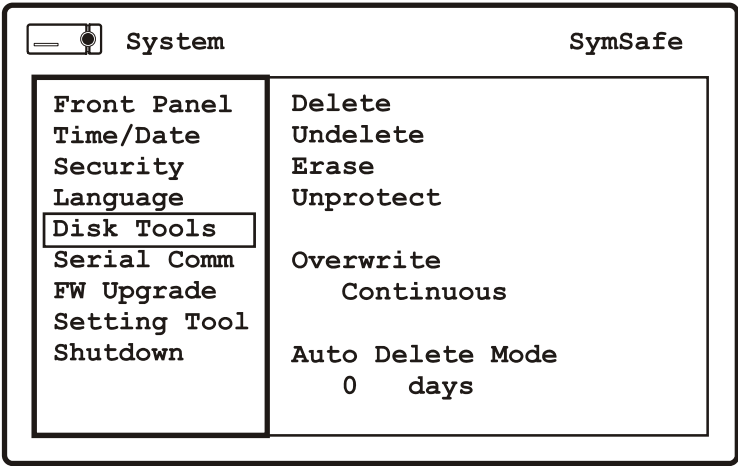 System SymSafe
Front Panel
Time/Date
Security
Language
Disk Tools
Serial Comm
FW Upgrade
Setting Tool
Shutdown
Delete
Undelete
Erase
Unprotect
Overwrite
Continuous
Auto Delete Mode
0 days